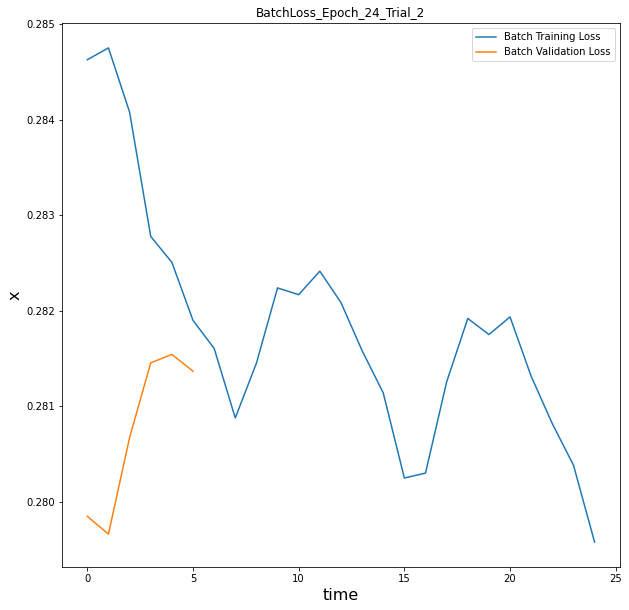 BatchLoss_Epoch_24_Trial_2
Batch Training Loss
Batch Validation Loss
0.285
0.284
0.283
0.282
0.281
0.280
x
0 5 10 15 20 25
time